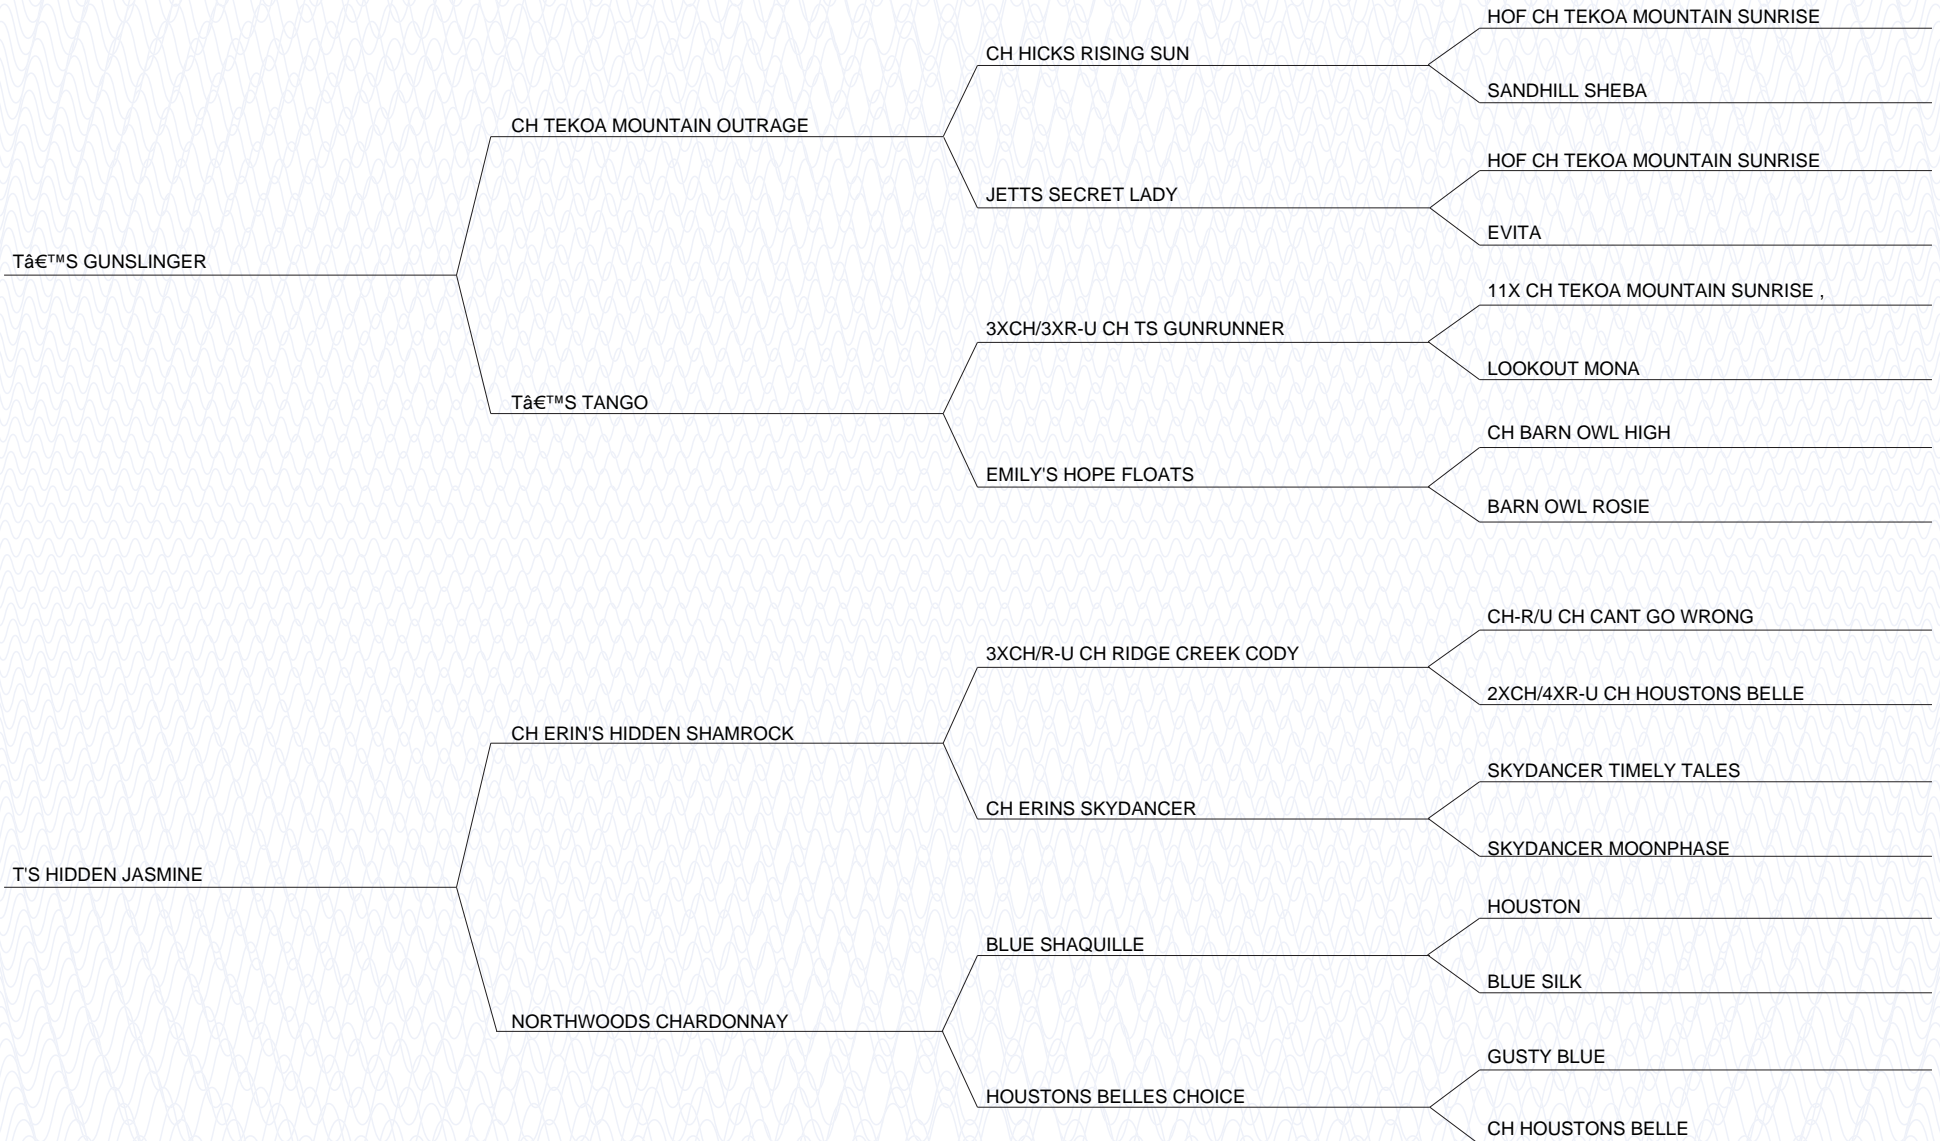 HOF CH TEKOA MOUNTAIN SUNRISE
CH HICKS RISING SUN
SANDHILL SHEBA
CH TEKOA MOUNTAIN OUTRAGE
HOF CH TEKOA MOUNTAIN SUNRISE
JETTS SECRET LADY
EVITA
Tâ€™S GUNSLINGER
11X CH TEKOA MOUNTAIN SUNRISE ,
3XCH/3XR-U CH TS GUNRUNNER
LOOKOUT MONA
Tâ€™S TANGO
CH BARN OWL HIGH
EMILY'S HOPE FLOATS
BARN OWL ROSIE
CH-R/U CH CANT GO WRONG
3XCH/R-U CH RIDGE CREEK CODY
2XCH/4XR-U CH HOUSTONS BELLE
CH ERIN'S HIDDEN SHAMROCK
SKYDANCER TIMELY TALES
CH ERINS SKYDANCER
SKYDANCER MOONPHASE
T'S HIDDEN JASMINE
HOUSTON
BLUE SHAQUILLE
BLUE SILK
NORTHWOODS CHARDONNAY
GUSTY BLUE
HOUSTONS BELLES CHOICE
CH HOUSTONS BELLE